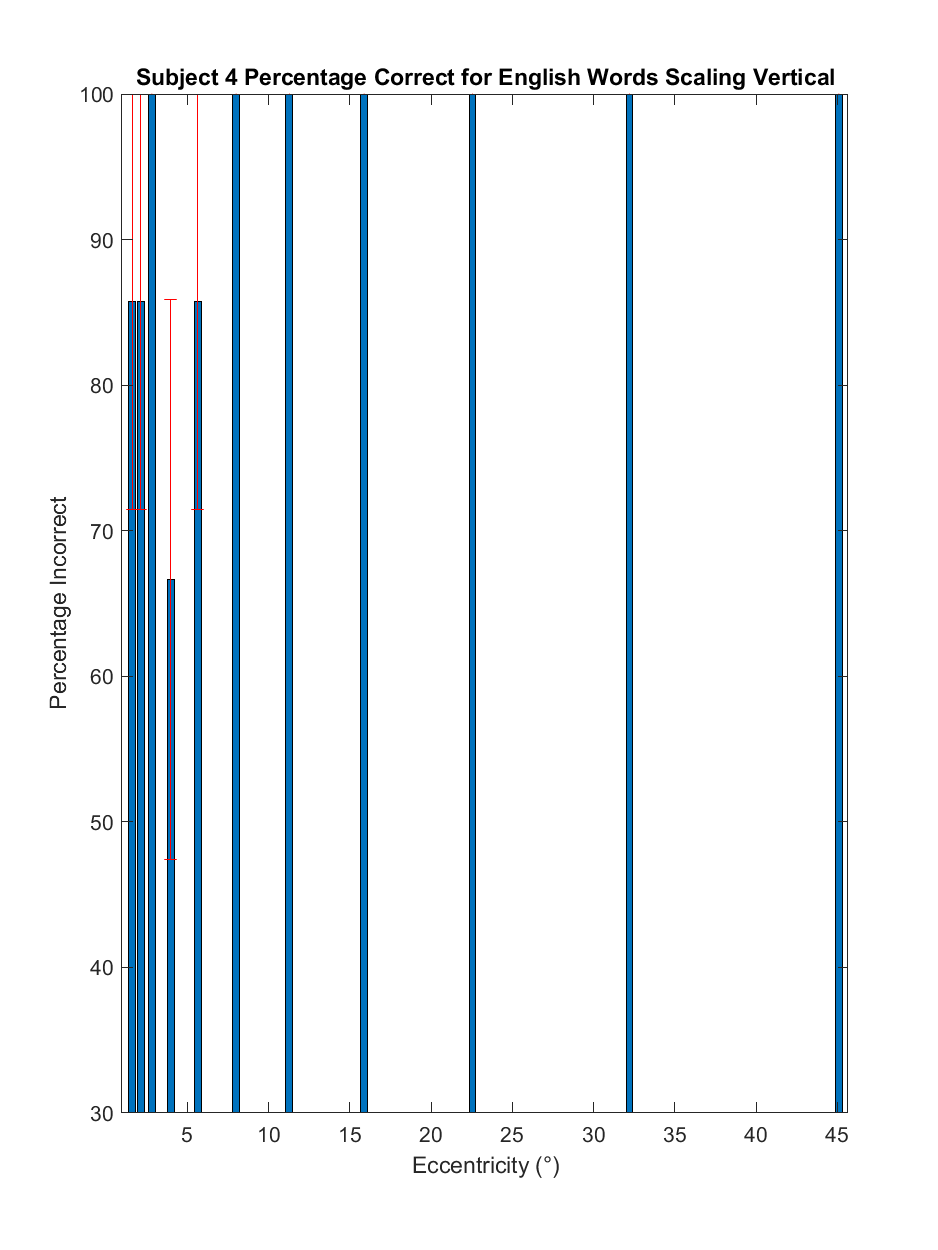 Subject 4 Percentage Correct for English Words Scaling Vertical
100
90
80
70
60
50
40
30
Percentage Incorrect
5 10 15 20 25 30 35 40 45
Eccentricity (°)